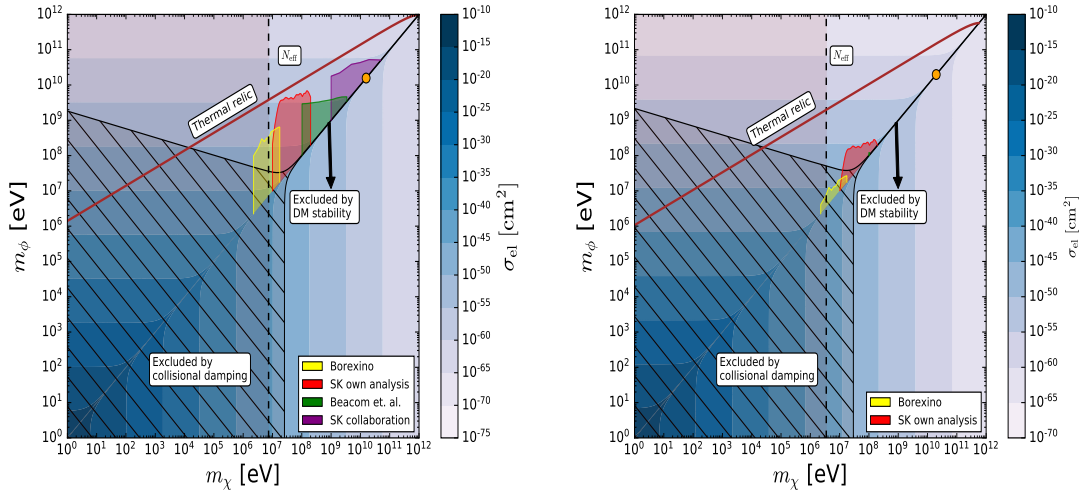 10^12
10^11
10^10
10^9
10^8
10^7
10^6
10^5
10^4
10^3
10^2
10^1
10^0
m_ϕ [eV]
10^0 10^1 10^2 10^3 10^4 10^5 10^6 10^7 10^8 10^9 10^10 10^11 10^12
m_χ [eV]
N_eff
Thermal relic
Excluded by
DM stability
Excluded by
collisional damping
Borexino
SK own analysis
Beacom et. al.
SK collaboration
10^-10
10^-15
10^-20
10^-25
10^-30
10^-35
10^-40
10^-45
10^-50
10^-55
10^-60
10^-65
10^-70
10^-75
σ_el [cm^2]
10^12
10^11
10^10
10^9
10^8
10^7
10^6
10^5
10^4
10^3
10^2
10^1
10^0
m_ϕ [eV]
10^0 10^1 10^2 10^3 10^4 10^5 10^6 10^7 10^8 10^9 10^10 10^11 10^12
m_χ [eV]
N_eff
Thermal relic
Excluded by
DM stability
Excluded by
collisional damping
Borexino
SK own analysis
10^-10
10^-15
10^-20
10^-25
10^-30
10^-35
10^-40
10^-45
10^-50
10^-55
10^-60
10^-65
10^-70
σ_el [cm^2]